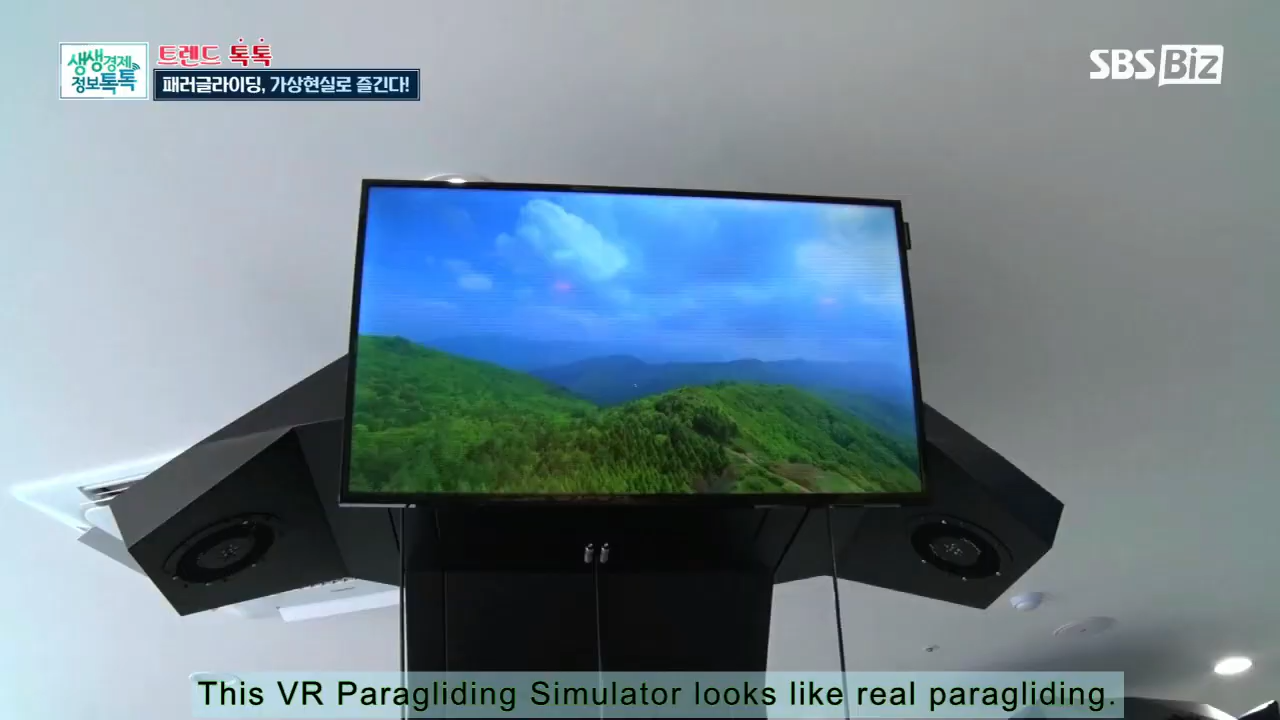 생생경제
정보톡톡
트렌드 톡톡
패러글라이딩, 가상현실로 즐긴다!
SBS Biz
This VR Paragliding Simulator looks like real paragliding.